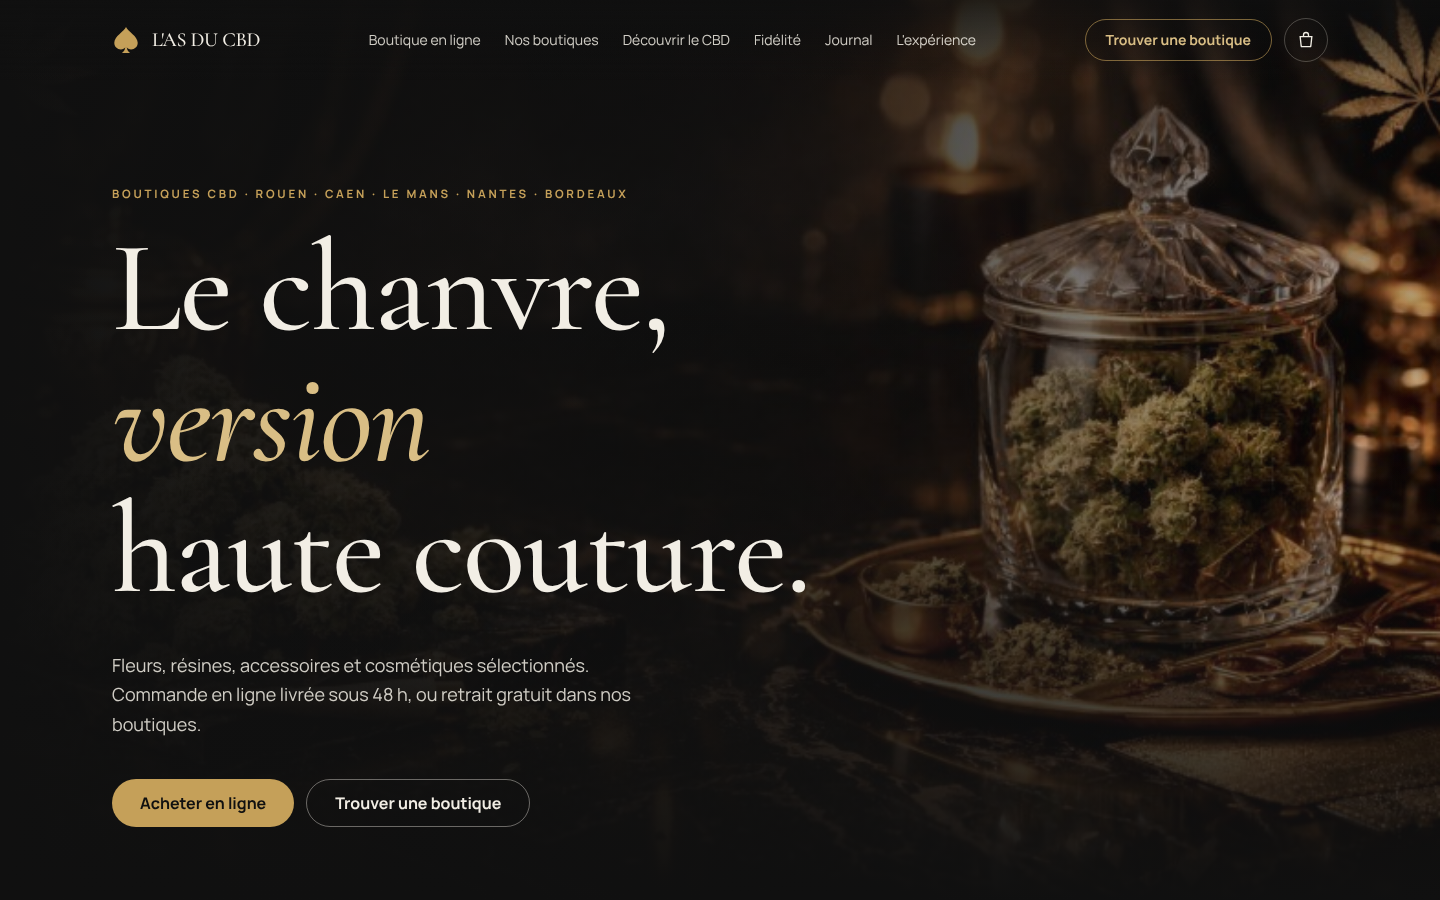 L'AS DU CBD
Boutique en ligne
Nos boutiques
Découvrir le CBD
Fidélité
Journal
L'expérience
Trouver une boutique
BOUTIQUES CBD · ROUEN · CAEN · LE MANS · NANTES · BORDEAUX
Le chanvre,
version
haute couture.
Fleurs, résines, accessoires et cosmétiques sélectionnés.
Commande en ligne livrée sous 48 h, ou retrait gratuit dans nos
boutiques.
Acheter en ligne
Trouver une boutique